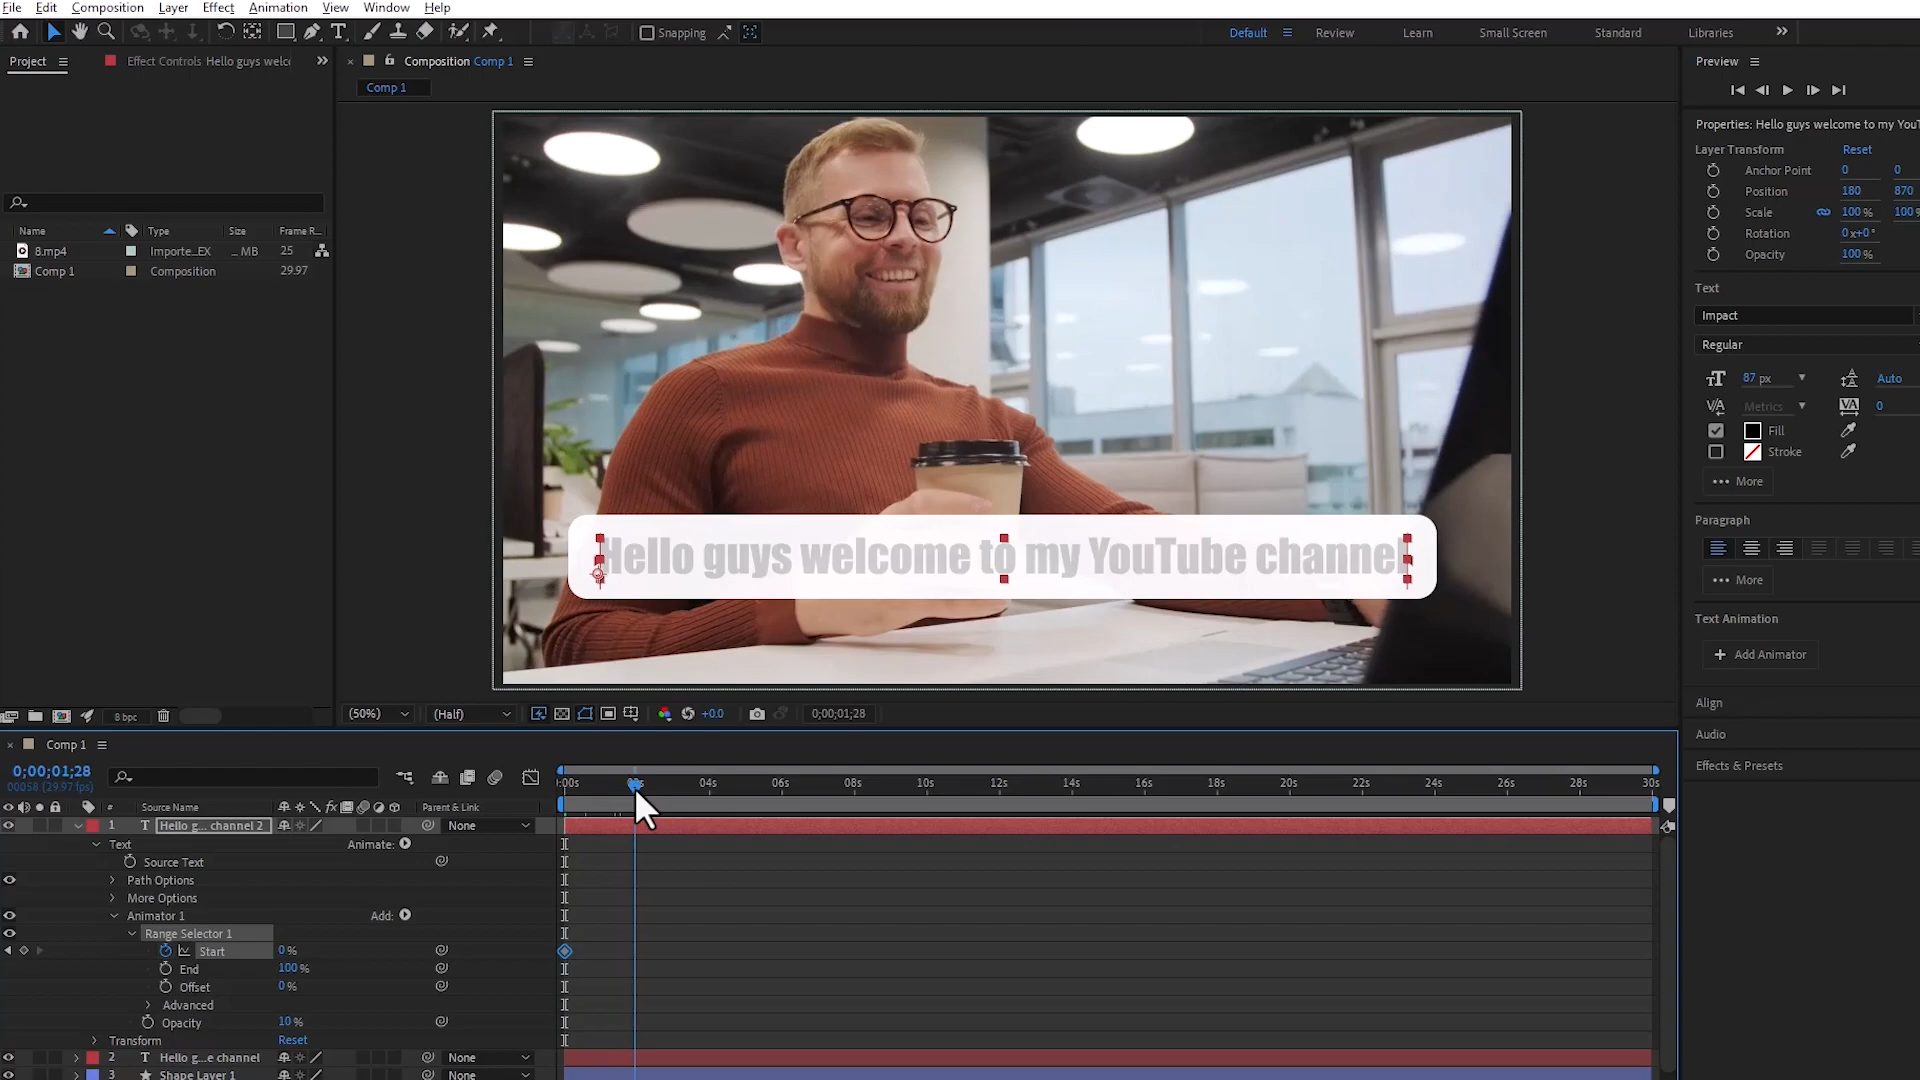 File Edit Composition Layer Effect Animation View Window Help
Snapping
Default Review Learn Small Screen Standard Libraries
Project Effect Controls Hello guys welc
Composition Comp 1
Comp 1
Name Type Size Frame R...
8.mp4 Importe...EX ... MB 25
Comp 1 Composition 29.97
8 bpc
Hello guys welcome to my YouTube channel
(50%) (Half) +0.0 0;00;01;28
Preview
Properties: Hello guys welcome to my YouT
Layer Transform Reset
Anchor Point 0 0
Position 180 870
Scale 100 % 100 %
Rotation 0x+0°
Opacity 100 %
Text
Impact
Regular
87 px Auto
Metrics 0
Fill
Stroke
More
Paragraph
More
Text Animation
+ Add Animator
Align
Audio
Effects & Presets
Comp 1
0;00;01;28
00058 (29.97 fps)
:00s 04s 06s 08s 10s 12s 14s 16s 18s 20s 22s 24s 26s 28s 30s
# Source Name fx Parent & Link
1 T Hello g... channel 2 None
Text Animate:
Source Text
Path Options
More Options
Animator 1 Add:
Range Selector 1
Start 0 %
End 100 %
Offset 0 %
Advanced
Opacity 10 %
Transform Reset
2 T Hello g...e channel None
3 Shape Layer 1 None